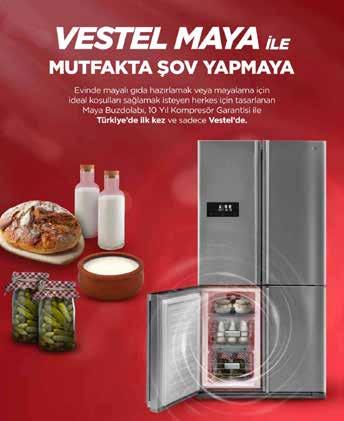 VESTEL MAYA İLE
MUTFAKTA ŞOV YAPMAYA
Evinde mayalı gıda hazırlamak veya mayalama için
ideal koşulları sağlamak isteyen herkes için tasarlanan
Maya Buzdolabı, 10 Yıl Kompresör Garantisi ile
Türkiye'de ilk kez ve sadece Vestel'de.